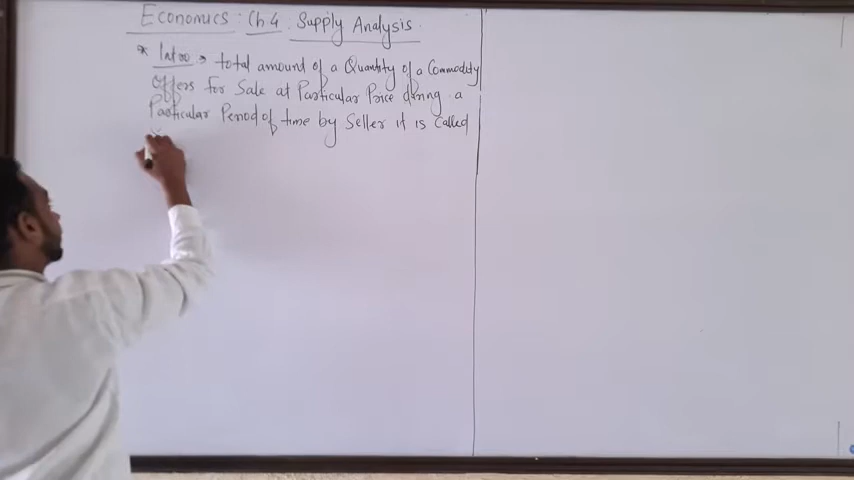 Economics: Ch 4. Supply Analysis.
* Intro → total amount of a Quantity of a Commodity
offers for Sale at Particular Price during a
Particular Period of time by Seller it is Called